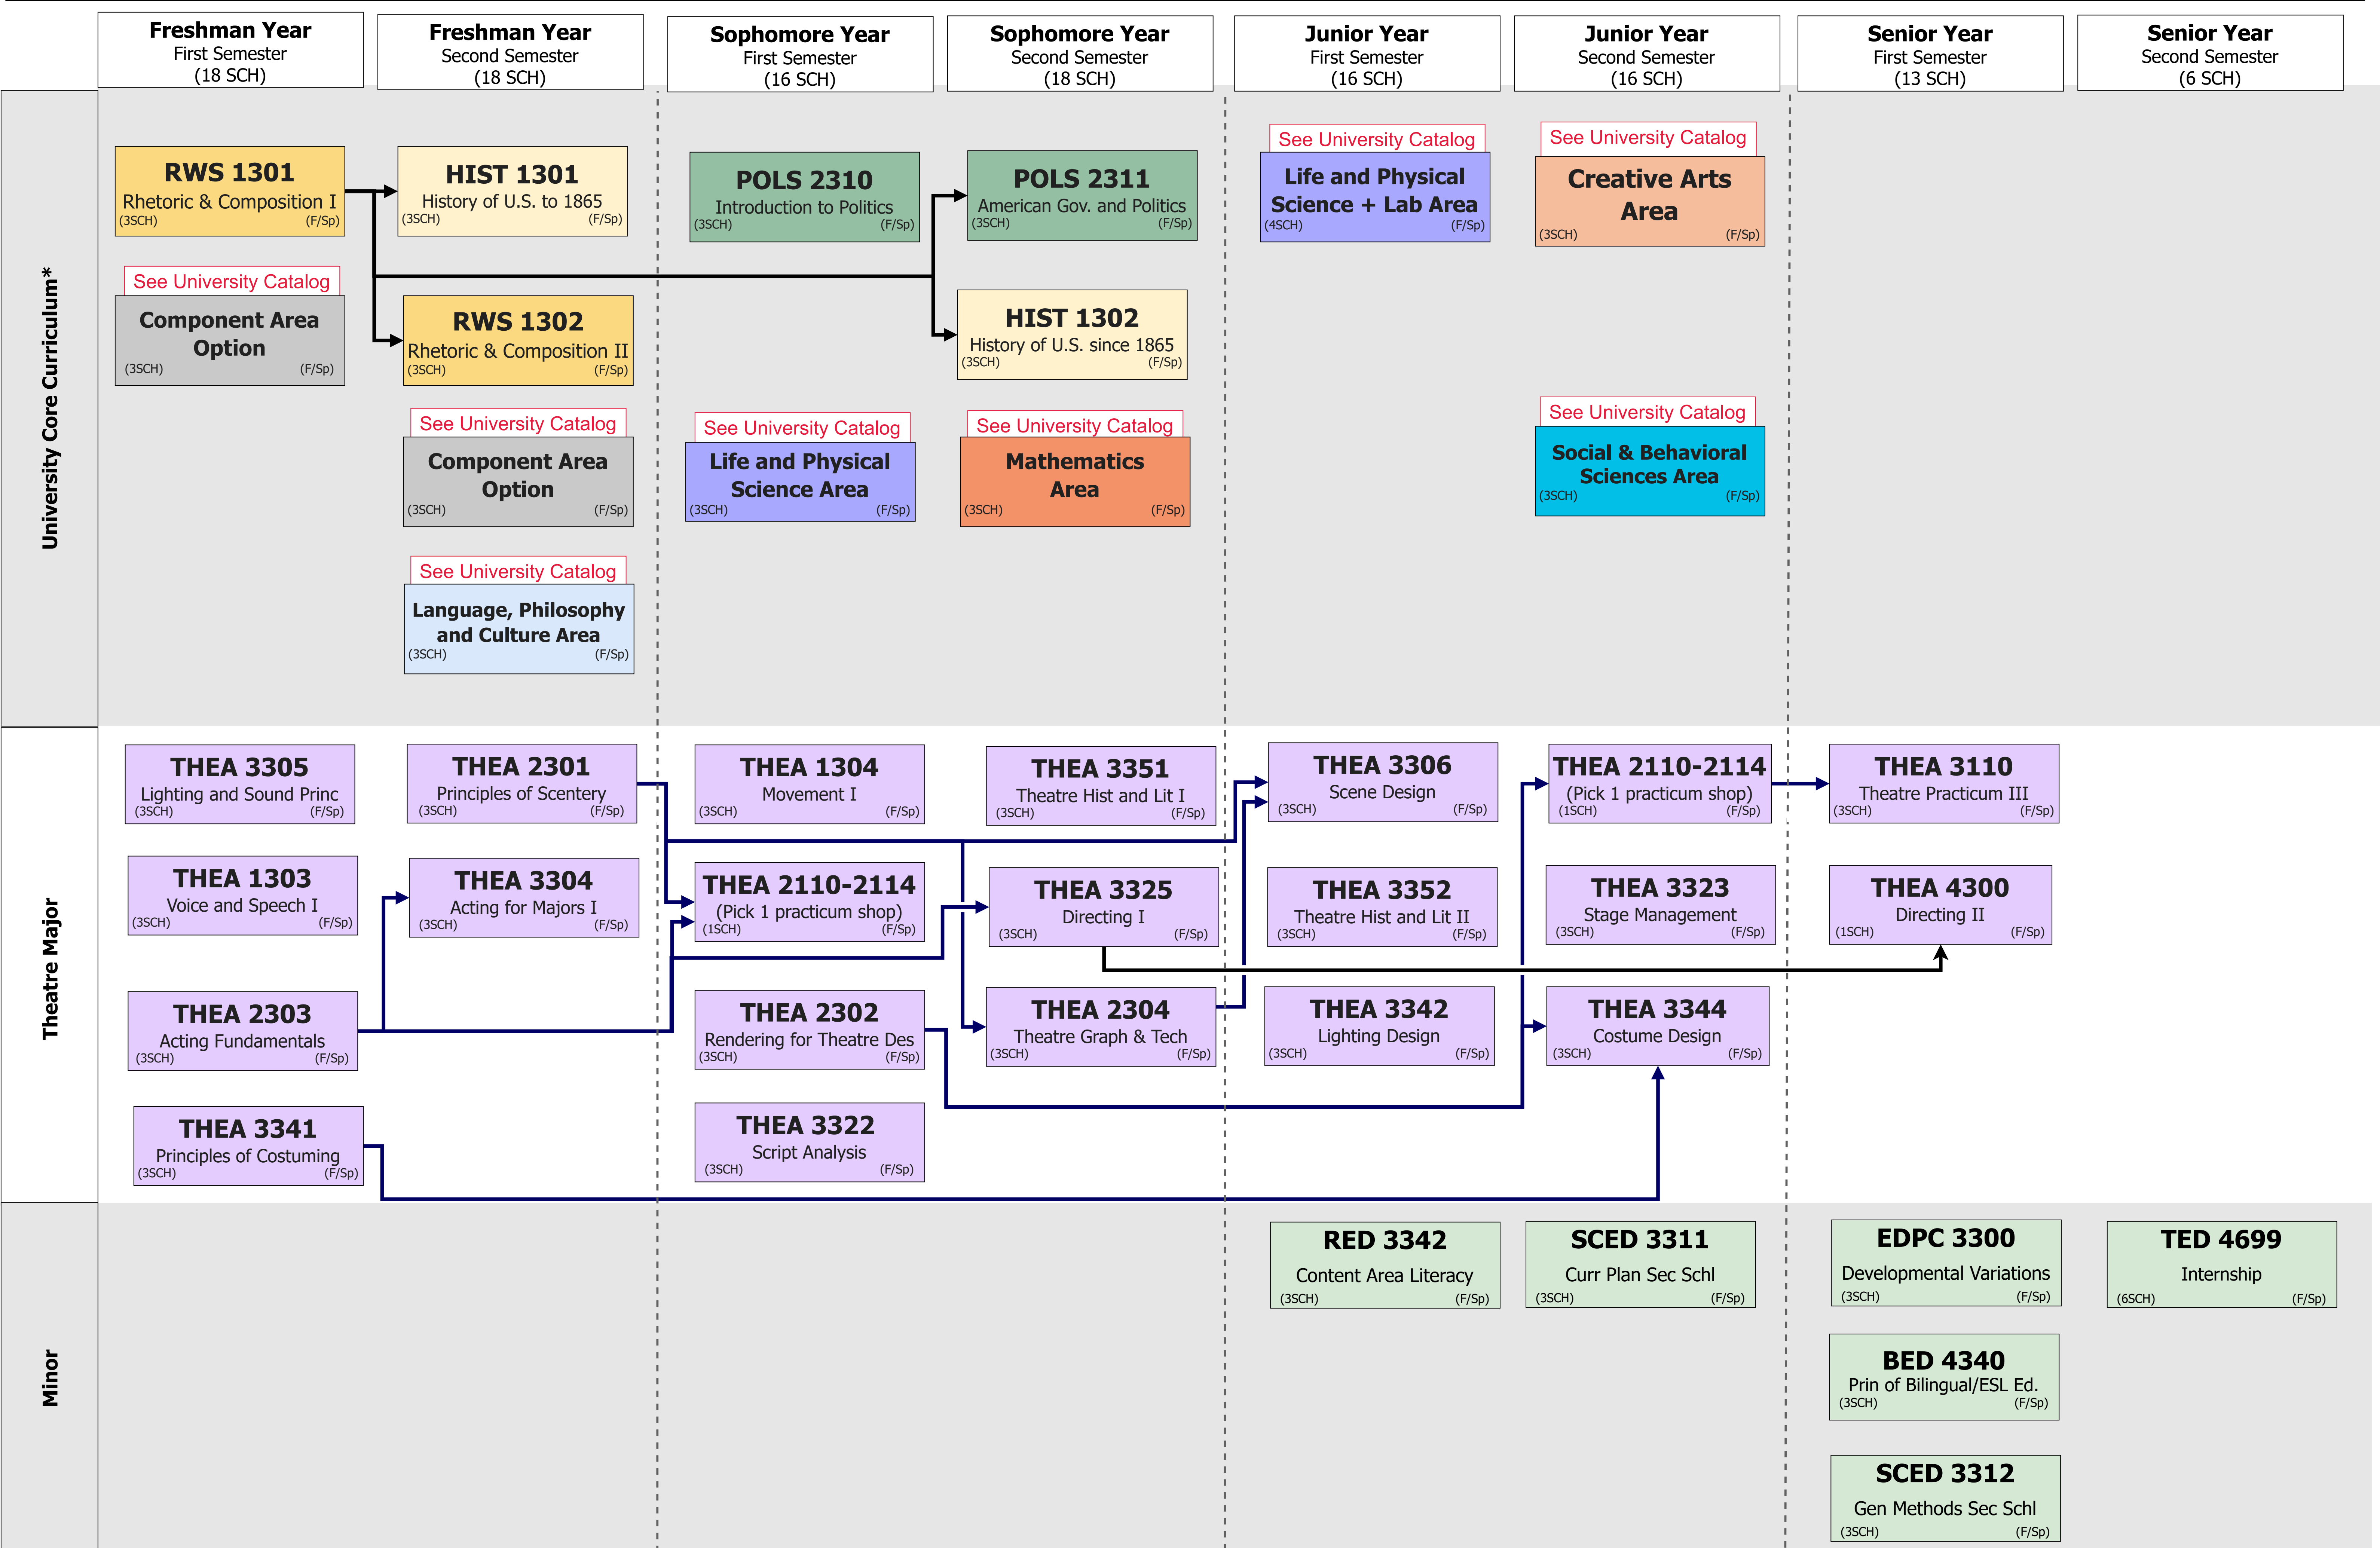 Freshman Year
First Semester
(18 SCH)
Freshman Year
Second Semester
(18 SCH)
Sophomore Year
First Semester
(16 SCH)
Sophomore Year
Second Semester
(18 SCH)
Junior Year
First Semester
(16 SCH)
Junior Year
Second Semester
(16 SCH)
Senior Year
First Semester
(13 SCH)
Senior Year
Second Semester
(6 SCH)
University Core Curriculum*
RWS 1301
Rhetoric & Composition I
(3SCH) (F/Sp)
HIST 1301
History of U.S. to 1865
(3SCH) (F/Sp)
POLS 2310
Introduction to Politics
(3SCH) (F/Sp)
POLS 2311
American Gov. and Politics
(3SCH) (F/Sp)
See University Catalog
Life and Physical
Science + Lab Area
(4SCH) (F/Sp)
See University Catalog
Creative Arts
Area
(3SCH) (F/Sp)
See University Catalog
Component Area
Option
(3SCH) (F/Sp)
RWS 1302
Rhetoric & Composition II
(3SCH) (F/Sp)
HIST 1302
History of U.S. since 1865
(3SCH) (F/Sp)
See University Catalog
Component Area
Option
(3SCH) (F/Sp)
See University Catalog
Life and Physical
Science Area
(3SCH) (F/Sp)
See University Catalog
Mathematics
Area
(3SCH) (F/Sp)
See University Catalog
Social & Behavioral
Sciences Area
(3SCH) (F/Sp)
See University Catalog
Language, Philosophy
and Culture Area
(3SCH) (F/Sp)
Theatre Major
THEA 3305
Lighting and Sound Princ
(3SCH) (F/Sp)
THEA 2301
Principles of Scentery
(3SCH) (F/Sp)
THEA 1304
Movement I
(3SCH) (F/Sp)
THEA 3351
Theatre Hist and Lit I
(3SCH) (F/Sp)
THEA 3306
Scene Design
(3SCH) (F/Sp)
THEA 2110-2114
(Pick 1 practicum shop)
(1SCH) (F/Sp)
THEA 3110
Theatre Practicum III
(3SCH) (F/Sp)
THEA 1303
Voice and Speech I
(3SCH) (F/Sp)
THEA 3304
Acting for Majors I
(3SCH) (F/Sp)
THEA 2110-2114
(Pick 1 practicum shop)
(1SCH) (F/Sp)
THEA 3325
Directing I
(3SCH) (F/Sp)
THEA 3352
Theatre Hist and Lit II
(3SCH) (F/Sp)
THEA 3323
Stage Management
(3SCH) (F/Sp)
THEA 4300
Directing II
(1SCH) (F/Sp)
THEA 2303
Acting Fundamentals
(3SCH) (F/Sp)
THEA 2302
Rendering for Theatre Des
(3SCH) (F/Sp)
THEA 2304
Theatre Graph & Tech
(3SCH) (F/Sp)
THEA 3342
Lighting Design
(3SCH) (F/Sp)
THEA 3344
Costume Design
(3SCH) (F/Sp)
THEA 3341
Principles of Costuming
(3SCH) (F/Sp)
THEA 3322
Script Analysis
(3SCH) (F/Sp)
Minor
RED 3342
Content Area Literacy
(3SCH) (F/Sp)
SCED 3311
Curr Plan Sec Schl
(3SCH) (F/Sp)
EDPC 3300
Developmental Variations
(3SCH) (F/Sp)
TED 4699
Internship
(6SCH) (F/Sp)
BED 4340
Prin of Bilingual/ESL Ed.
(3SCH) (F/Sp)
SCED 3312
Gen Methods Sec Schl
(3SCH) (F/Sp)